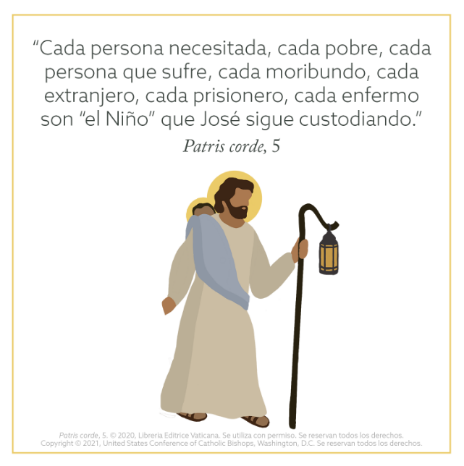 “Cada persona necesitada, cada pobre, cada
persona que sufre, cada moribundo, cada
extranjero, cada prisionero, cada enfermo
son “el Niño” que José sigue custodiando.”
Patris corde, 5
Patris corde, 5. © 2020, Libreria Editrice Vaticana. Se utiliza con permiso. Se reservan todos los derechos.
Copyright © 2021, United States Conference of Catholic Bishops, Washington, D.C. Se reservan todos los derechos.